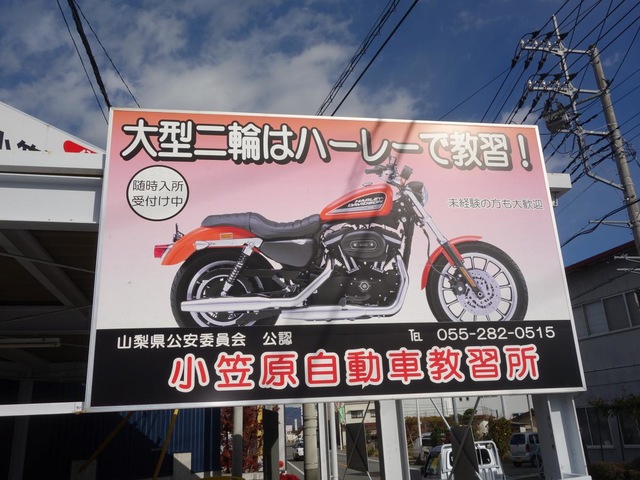 小笠
大型二輪はハーレーで教習！
随時入所
受付け中
未経験の方も大歓迎
HARLEY-DAVIDSON
山梨県公安委員会 公認
℡ 055-282-0515
小笠原自動車教習所